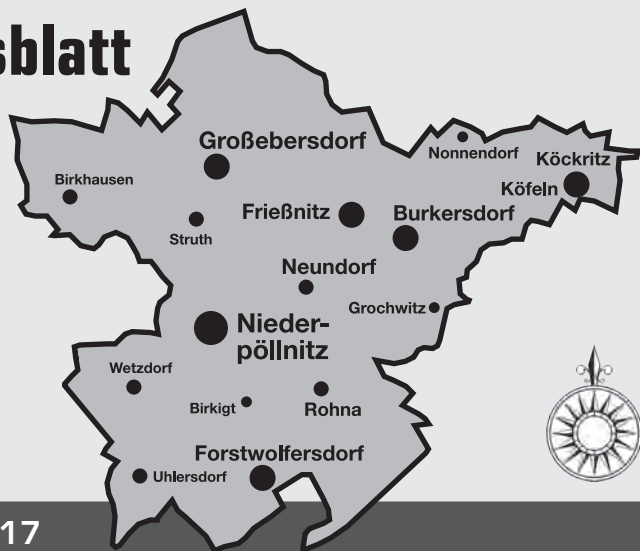 sblatt
Großebersdorf
Nonnendorf
Köckritz
Birkhausen
Köfeln
Frießnitz
Burkersdorf
Struth
Neundorf
Grochwitz
Nieder-
pöllnitz
Wetzdorf
Birkigt
Rohna
Forstwolfersdorf
Uhlersdorf
17